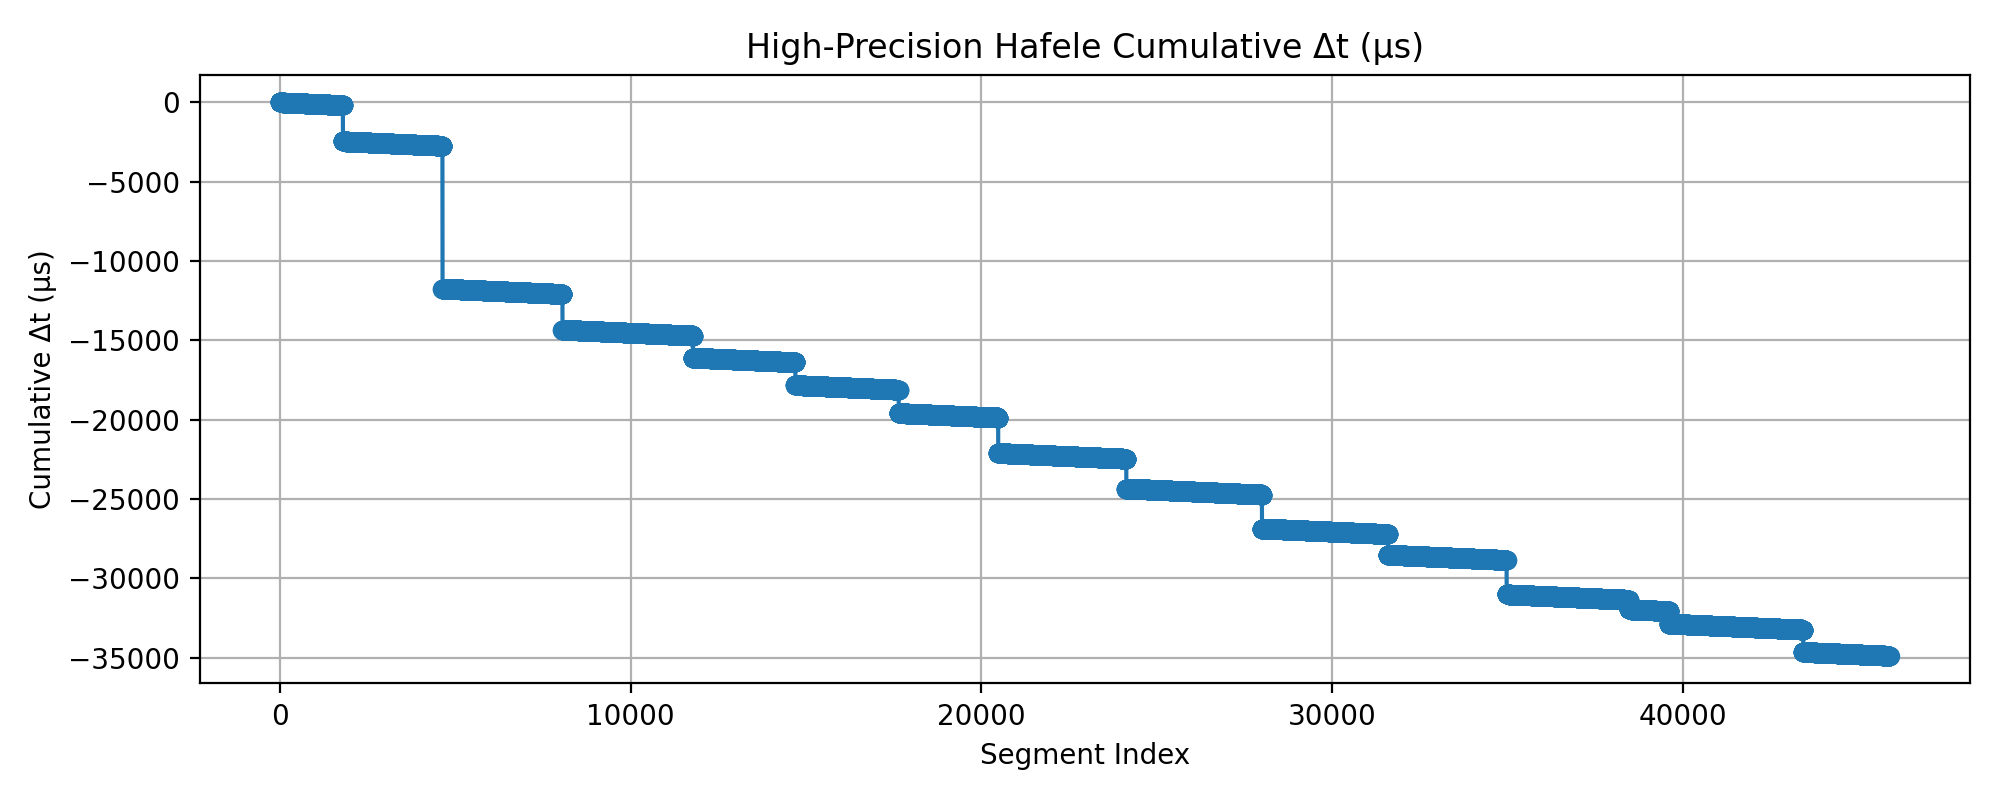 High-Precision Hafele Cumulative Δt (μs)
0
−5000
−10000
−15000
−20000
−25000
−30000
−35000
Cumulative Δt (μs)
0 10000 20000 30000 40000
Segment Index